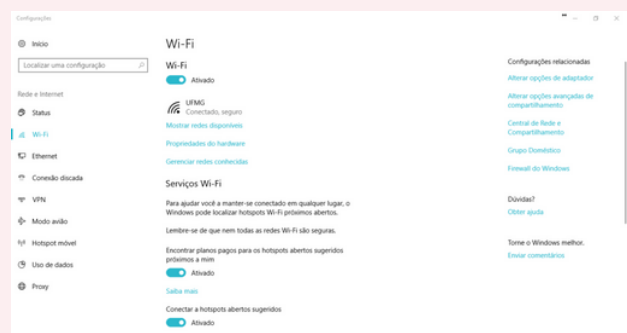 Configurações
Início
Localizar uma configuração
Rede e Internet
Status
Wi-Fi
Ethernet
Conexão discada
VPN
Modo avião
Hotspot móvel
Uso de dados
Proxy
Wi-Fi
Wi-Fi
Ativado
UFMG
Conectado, seguro
Mostrar redes disponíveis
Propriedades do hardware
Gerenciar redes conhecidas
Serviços Wi-Fi
Para ajudar você a manter-se conectado em qualquer lugar, o
Windows pode localizar hotspots Wi-Fi próximos abertos.
Lembre-se de que nem todas as redes Wi-Fi são seguras.
Encontrar planos pagos para os hotspots abertos sugeridos
próximos a mim
Ativado
Saiba mais
Conectar a hotspots abertos sugeridos
Ativado
Configurações relacionadas
Alterar opções de adaptador
Alterar opções avançadas de
compartilhamento
Central de Rede e
Compartilhamento
Grupo Doméstico
Firewall do Windows
Dúvidas?
Obter ajuda
Torne o Windows melhor.
Enviar comentários